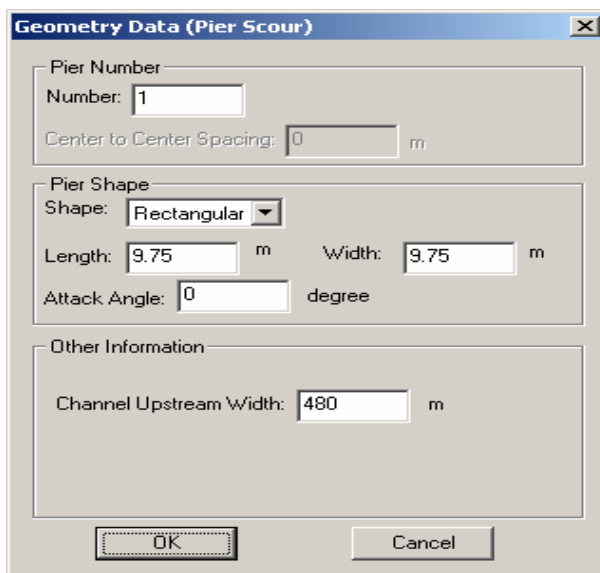 Geometry Data (Pier Scour)
Pier Number
Number: 1
Center to Center Spacing: 0 m
Pier Shape
Shape: Rectangular
Length: 9.75 m Width: 9.75 m
Attack Angle: 0 degree
Other Information
Channel Upstream Width: 480 m
OK Cancel